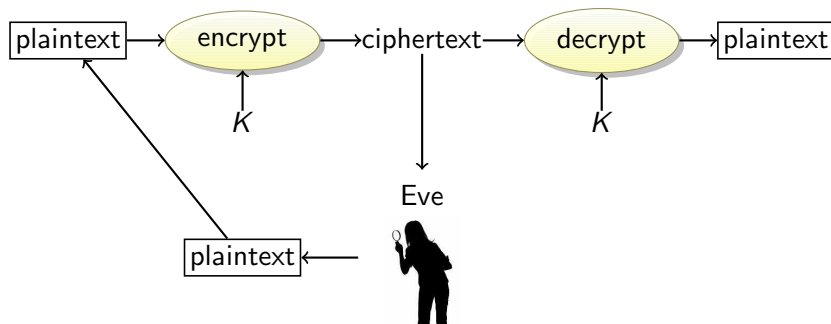 plaintext encrypt ciphertext decrypt plaintext
K K
Eve
plaintext